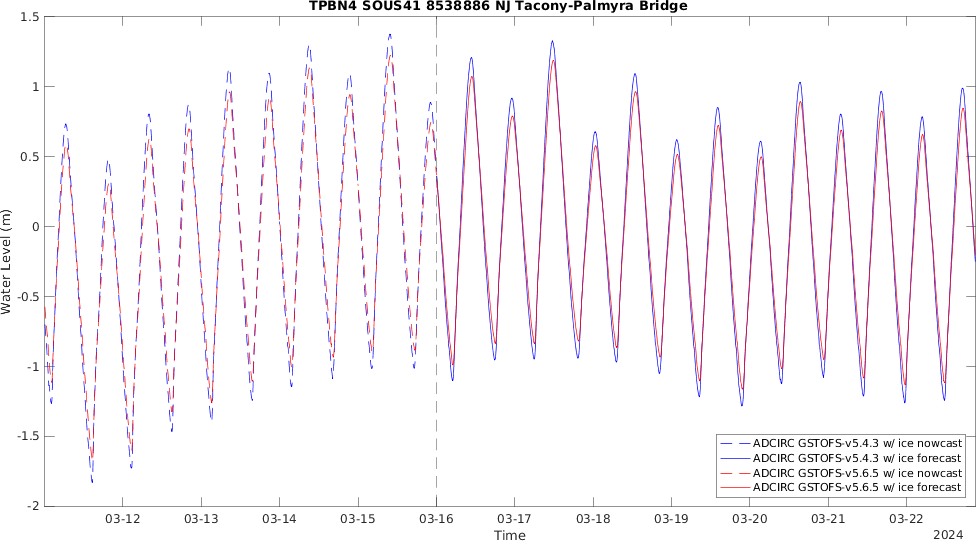 TPBN4 SOUS41 8538886 NJ Tacony-Palmyra Bridge
1.5
1
0.5
0
-0.5
-1
-1.5
-2
Water Level (m)
03-12 03-13 03-14 03-15 03-16 03-17 03-18 03-19 03-20 03-21 03-22
Time
2024
ADCIRC GSTOFS-v5.4.3 w/ ice nowcast
ADCIRC GSTOFS-v5.4.3 w/ ice forecast
ADCIRC GSTOFS-v5.6.5 w/ ice nowcast
ADCIRC GSTOFS-v5.6.5 w/ ice forecast